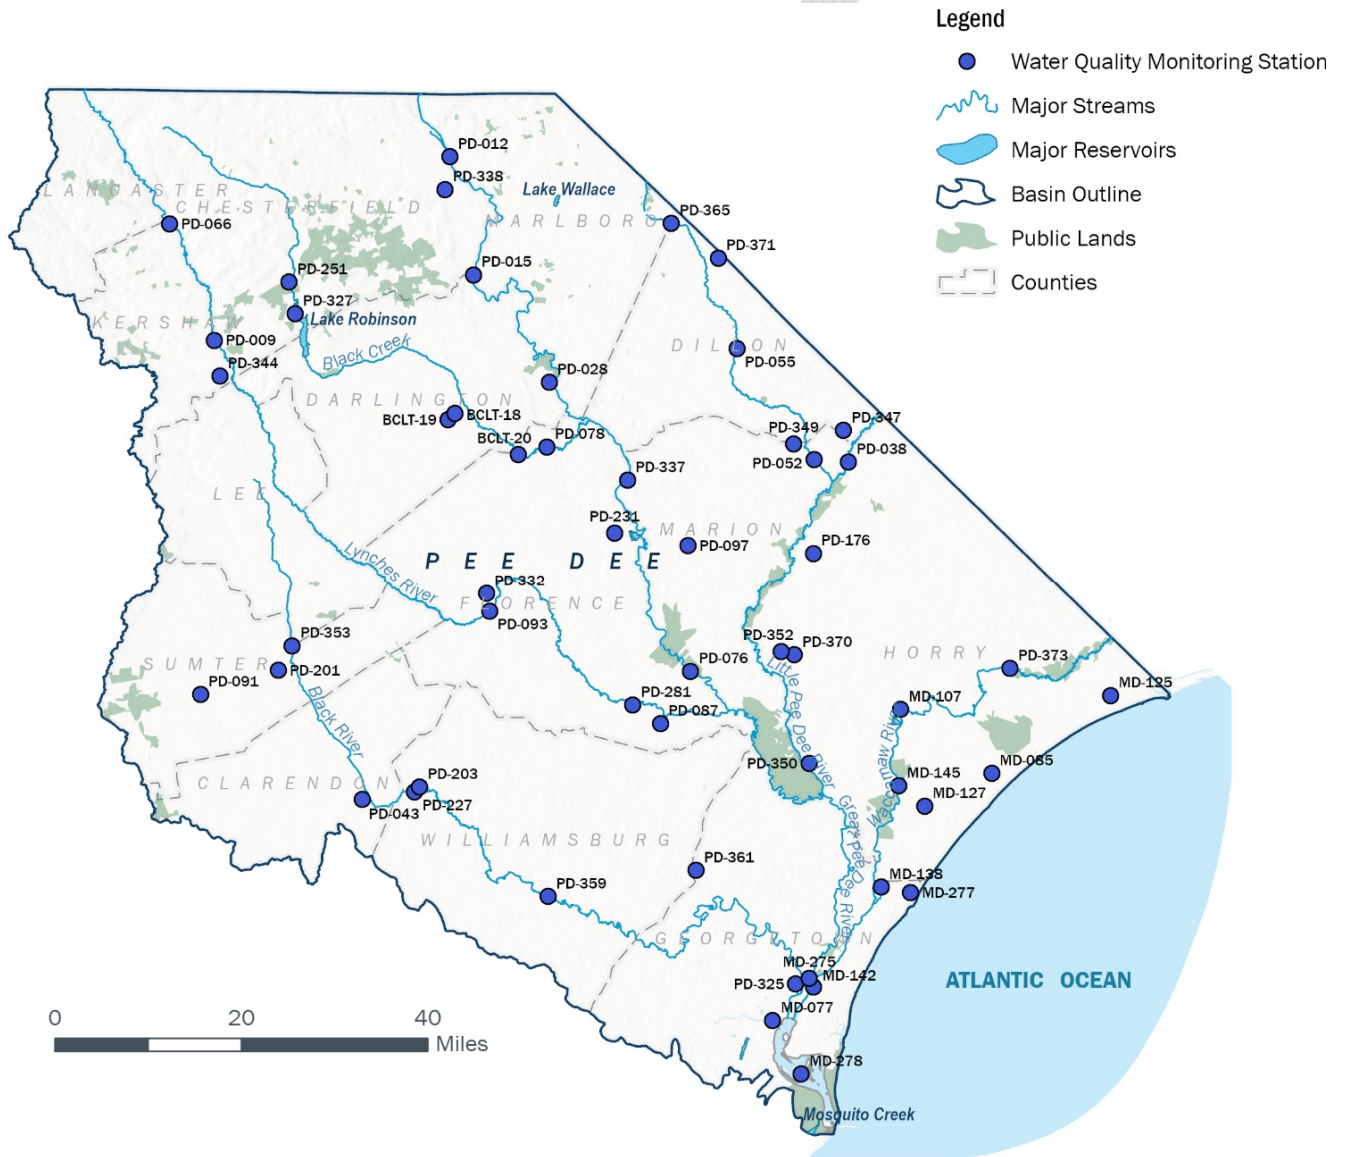 Legend
Water Quality Monitoring Station
Major Streams
Major Reservoirs
Basin Outline
Public Lands
Counties
PD-012
PD-338
Lake Wallace
LANCASTER
CHESTERFIELD
MARLBORO
PD-365
PD-066
PD-371
PD-015
PD-251
PD-327
Lake Robinson
KERSHAW
PD-009
Black Creek
DILLON
PD-055
PD-344
PD-028
DARLINGTON
BCLT-19
BCLT-18
PD-347
PD-349
BCLT-20
PD-078
PD-052
PD-038
PD-337
LEE
PD-231
MARION
PD-097
PD-176
Lynches River
PEE DEE
PD-332
FLORENCE
PD-093
PD-353
PD-352
PD-370
HORRY
PD-373
SUMTER
PD-201
PD-091
PD-076
Little Pee Dee River
MD-125
PD-281
PD-087
MD-107
Black River
Waccamaw River
PD-350
MD-085
CLARENDON
PD-203
PD-227
PD-043
MD-145
MD-127
Great Pee Dee River
WILLIAMSBURG
PD-361
MD-138
MD-277
PD-359
GEORGETOWN
MD-275
PD-325
MD-142
ATLANTIC OCEAN
MD-077
0 20 40
Miles
MD-278
Mosquito Creek